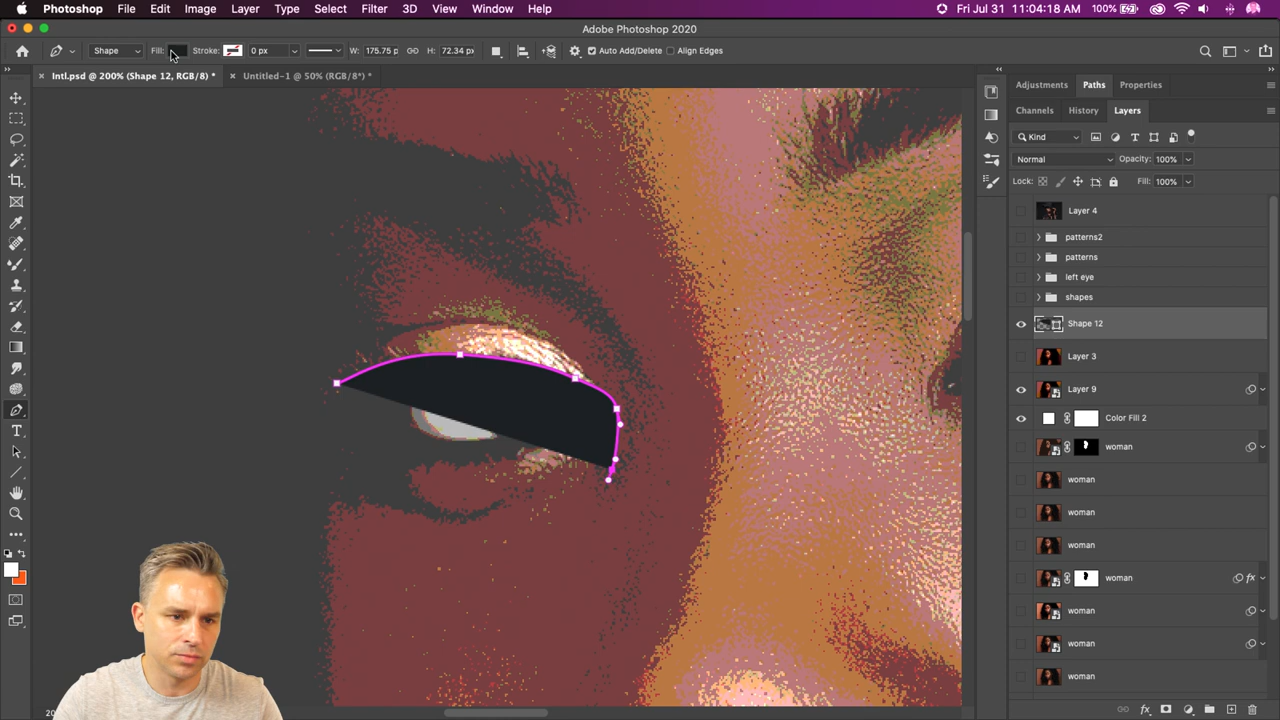 Photoshop File Edit Image Layer Type Select Filter 3D View Window Help 100% Fri Jul 31 11:04:18 AM
Adobe Photoshop 2020
Shape Fill: Stroke: 0 px W: 175.75 p H: 72.34 px Auto Add/Delete Align Edges
Intl.psd @ 200% (Shape 12, RGB/8) * Untitled-1 @ 50% (RGB/8*) *
Adjustments Paths Properties
Channels History Layers
Kind
Normal Opacity: 100%
Lock: Fill: 100%
Layer 4
patterns2
patterns
left eye
shapes
Shape 12
Layer 3
Layer 9
Color Fill 2
woman
woman
woman
woman
woman fx
woman
woman
woman
20
fx